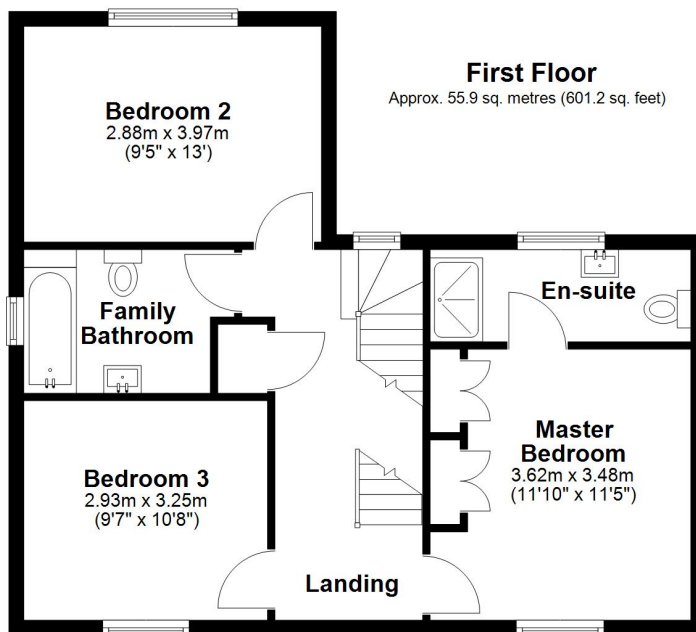 First Floor
Approx. 55.9 sq. metres (601.2 sq. feet)
Bedroom 2
2.88m x 3.97m
(9'5" x 13')
En-suite
Family
Bathroom
Master
Bedroom
3.62m x 3.48m
(11'10" x 11'5")
Bedroom 3
2.93m x 3.25m
(9'7" x 10'8")
Landing